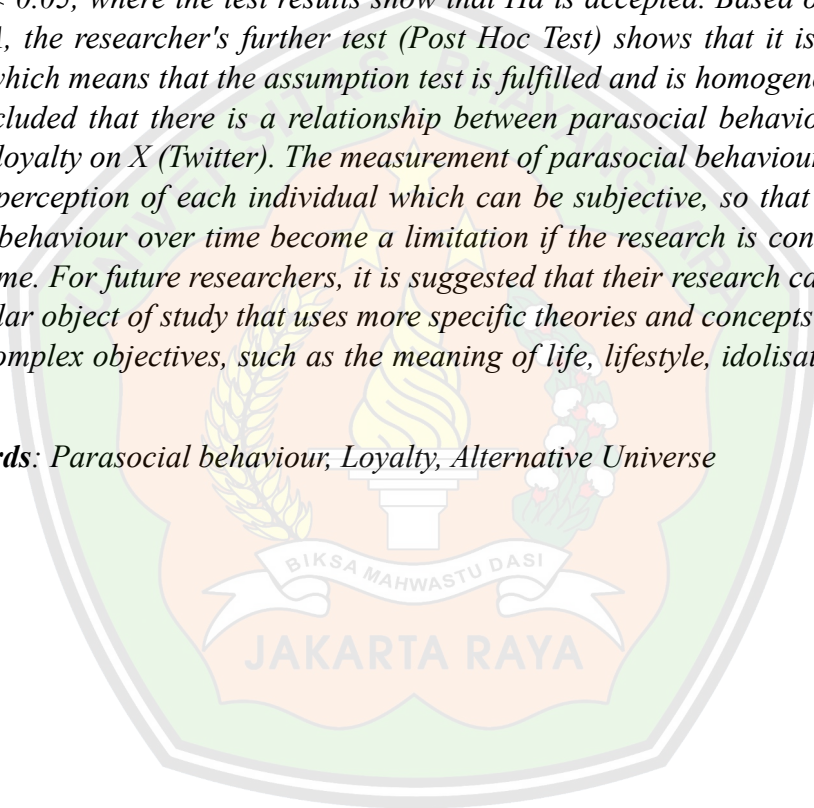 < 0.05, where the test results show that Ha is accepted. Based o
, the researcher's further test (Post Hoc Test) shows that it is
which means that the assumption test is fulfilled and is homogene
cluded that there is a relationship between parasocial behavio
loyalty on X (Twitter). The measurement of parasocial behaviour
perception of each individual which can be subjective, so that
behaviour over time become a limitation if the research is con
me. For future researchers, it is suggested that their research ca
lar object of study that uses more specific theories and concepts
omplex objectives, such as the meaning of life, lifestyle, idolisat
rds: Parasocial behaviour, Loyalty, Alternative Universe
UNIVERSITAS BHAYANGKARA
BIKSA MAHWASTU DASI
JAKARTA RAYA